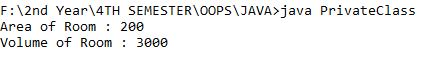 F:\2nd Year\4TH SEMESTER\OOPS\JAVA>java PrivateClass
Area of Room : 200
Volume of Room : 3000